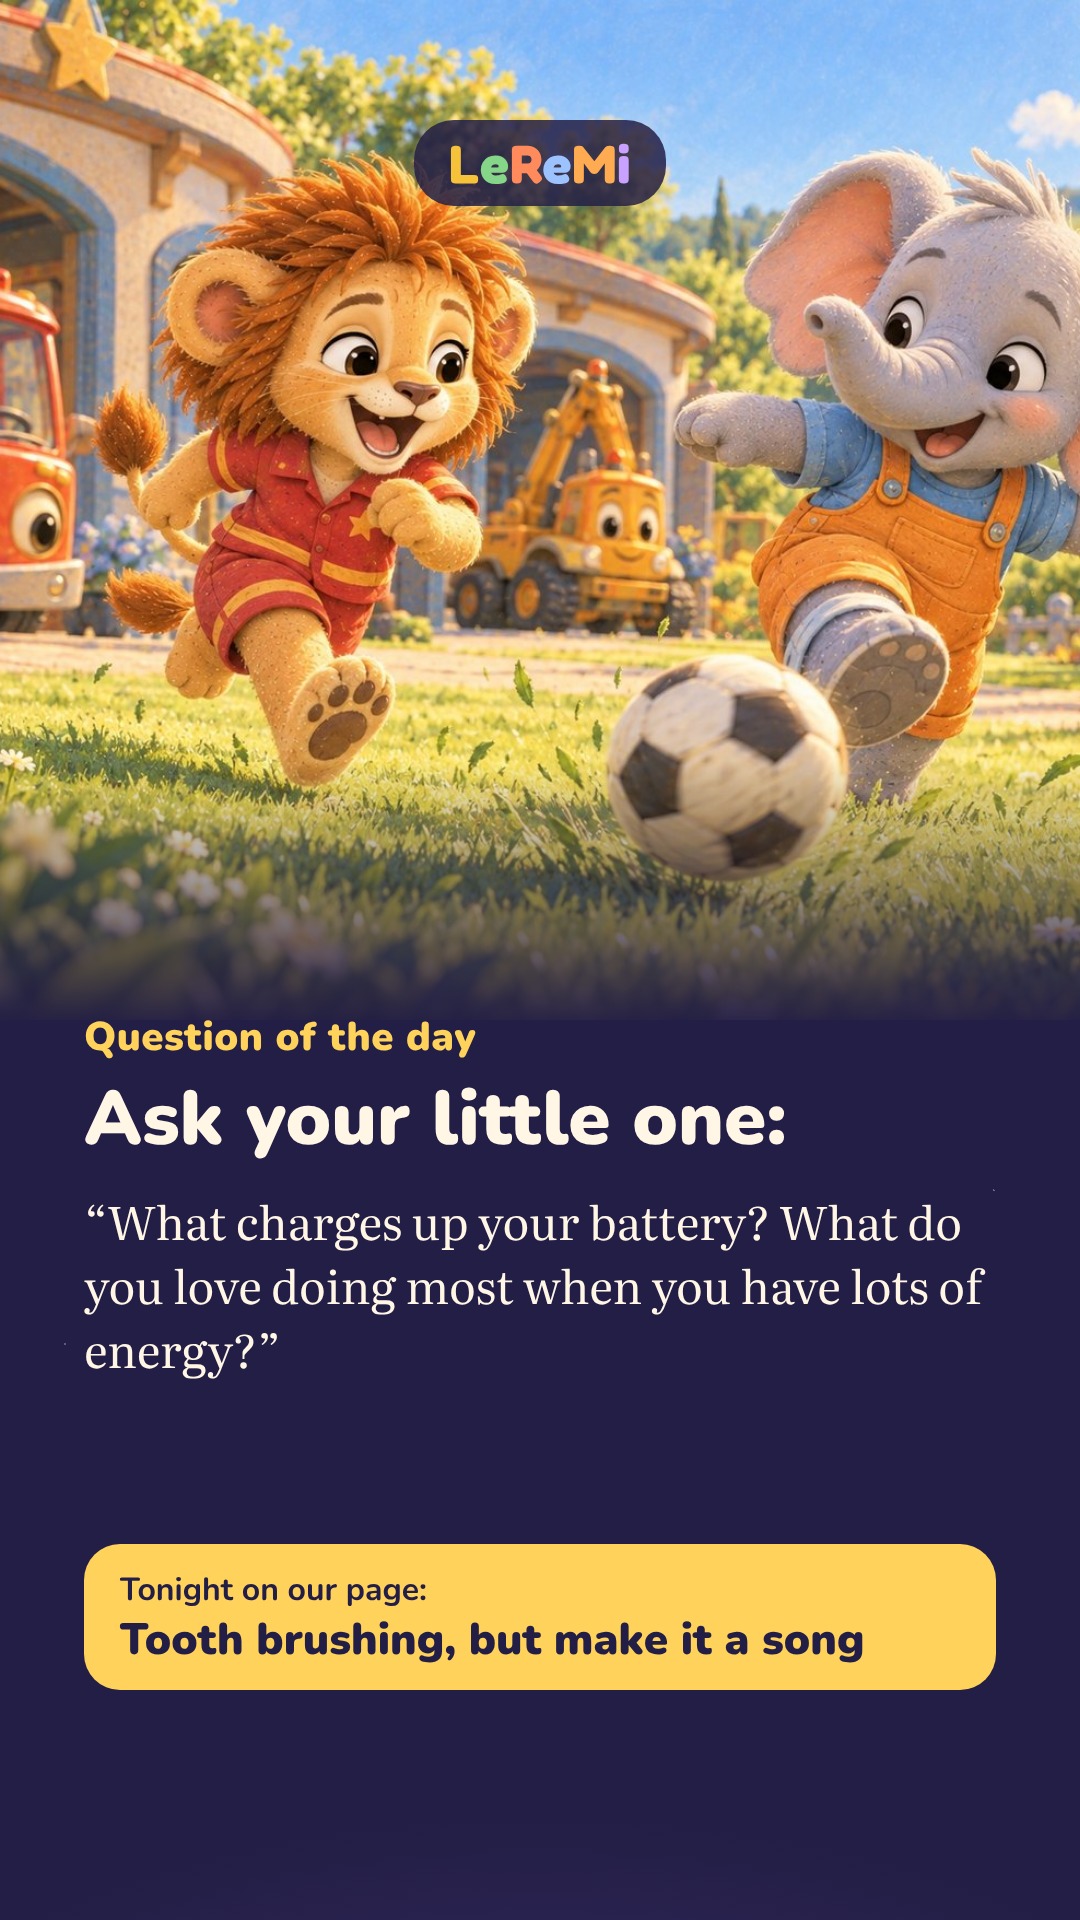 LeReMi
Question of the day
Ask your little one:
“What charges up your battery? What do
you love doing most when you have lots of
energy?”
Tonight on our page:
Tooth brushing, but make it a song